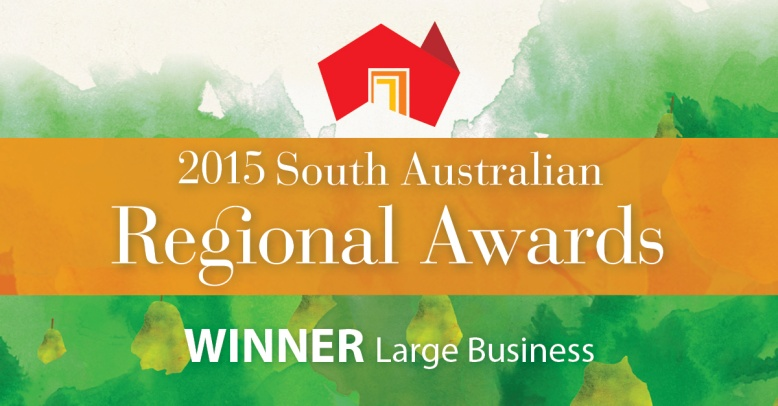 2015 South Australian
Regional Awards
WINNER Large Business